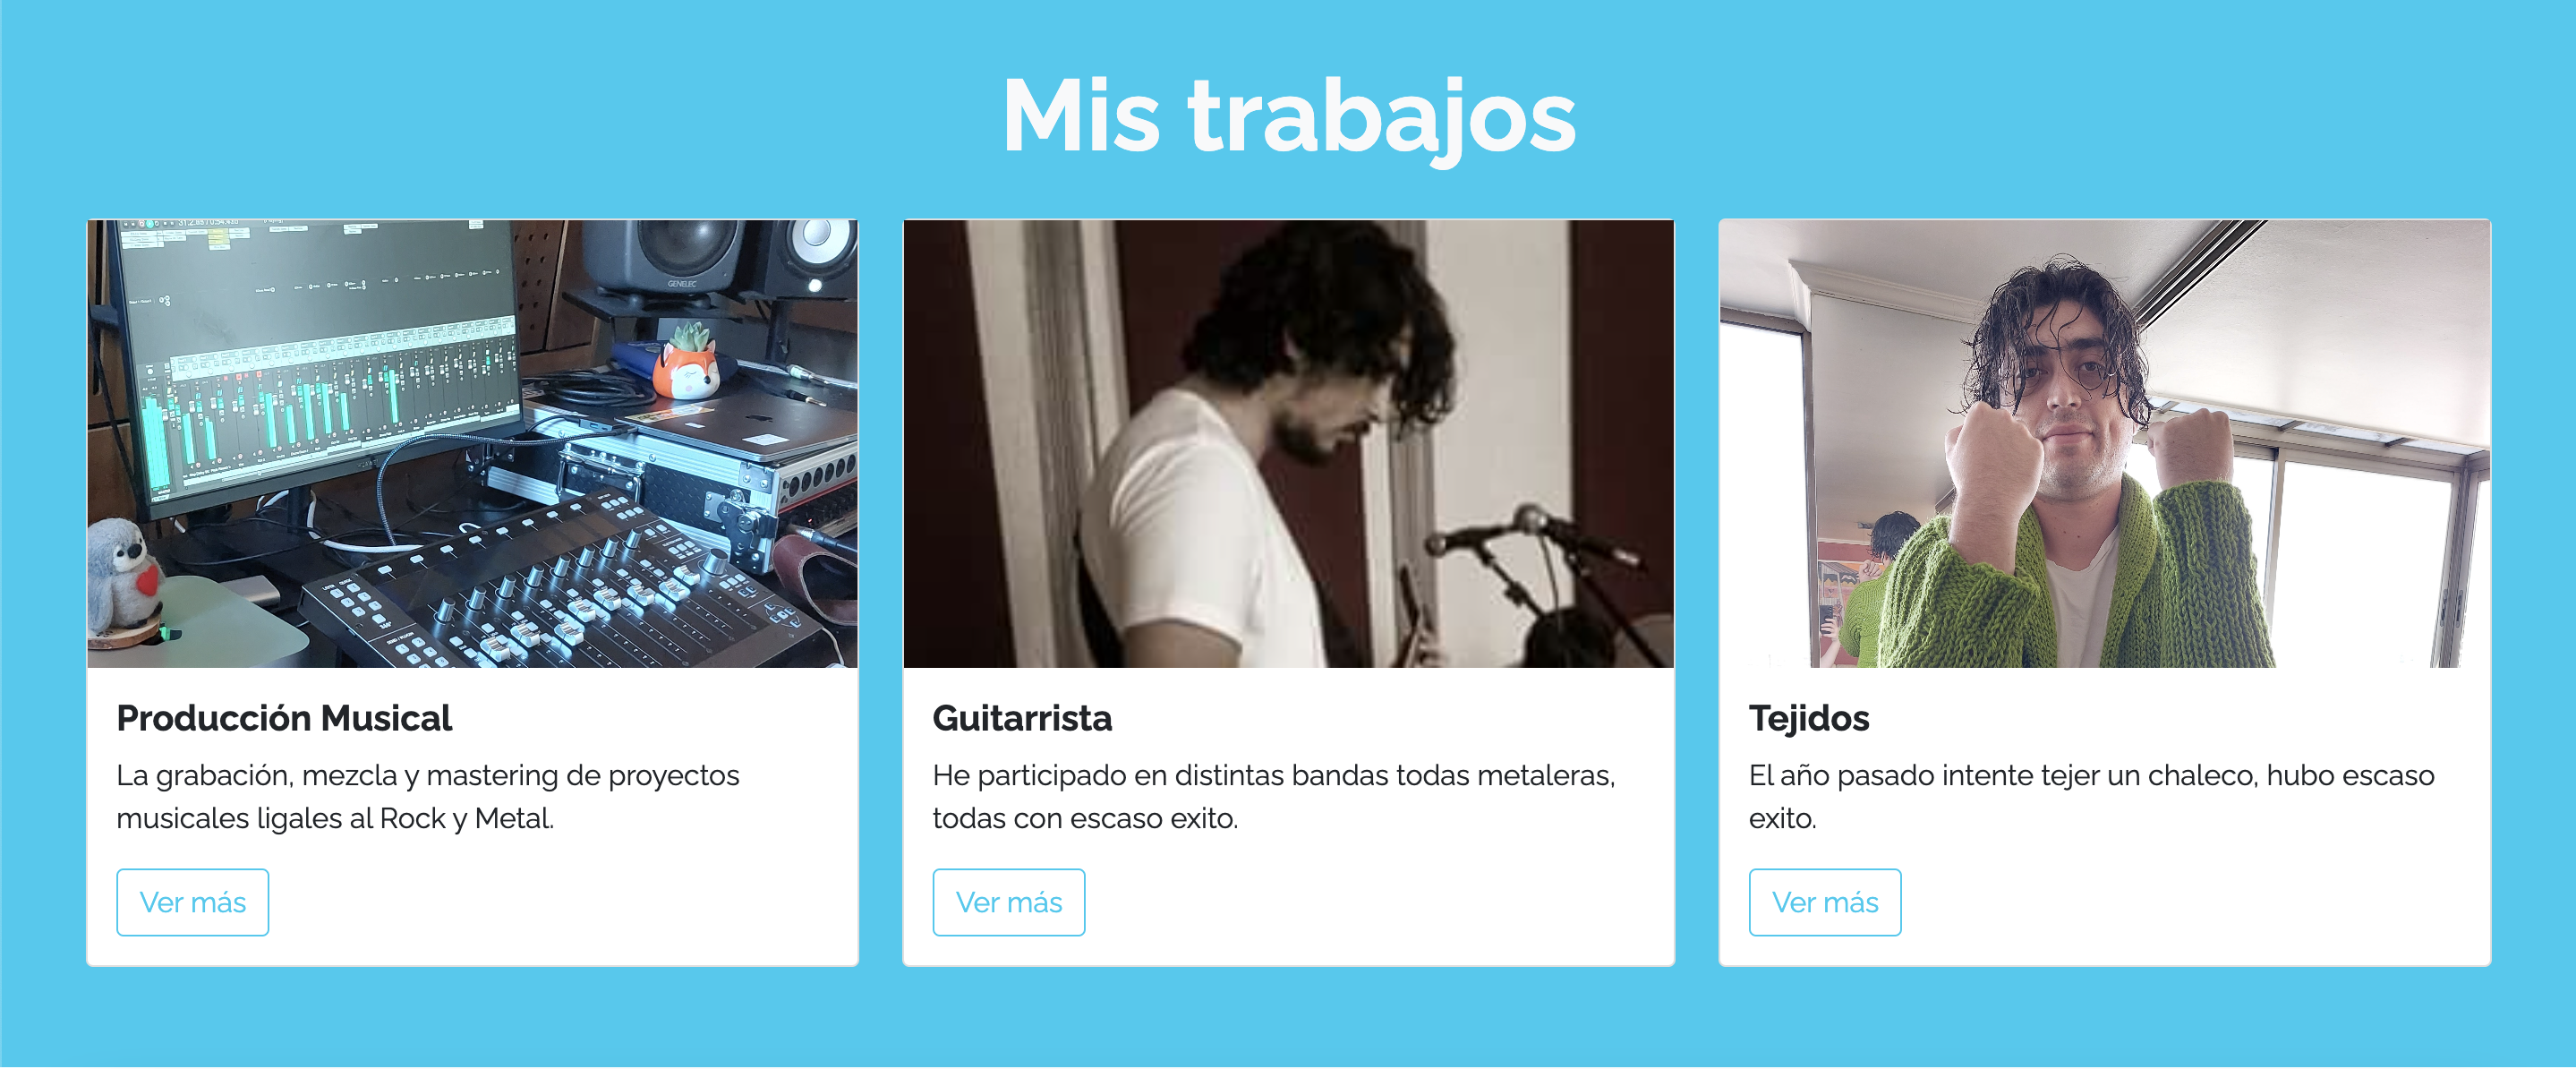 Mis trabajos
GENELEC
Producción Musical
La grabación, mezcla y mastering de proyectos
musicales ligales al Rock y Metal.
Ver más
Guitarrista
He participado en distintas bandas todas metaleras,
todas con escaso exito.
Ver más
Tejidos
El año pasado intente tejer un chaleco, hubo escaso
exito.
Ver más